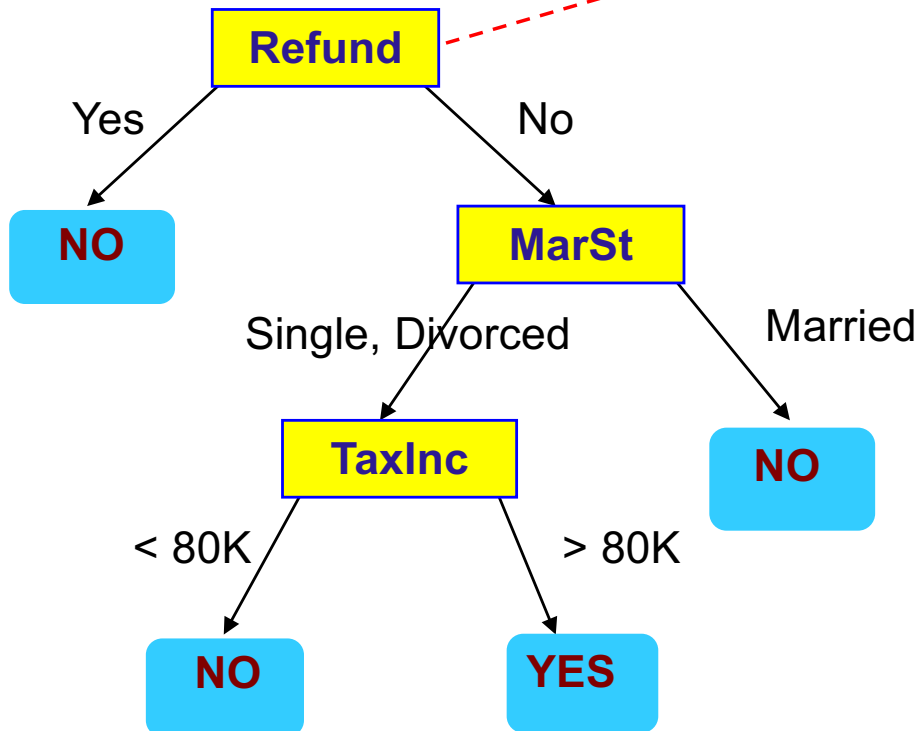 Refund
Yes
No
NO
MarSt
Single, Divorced
Married
TaxInc
NO
< 80K
> 80K
NO
YES